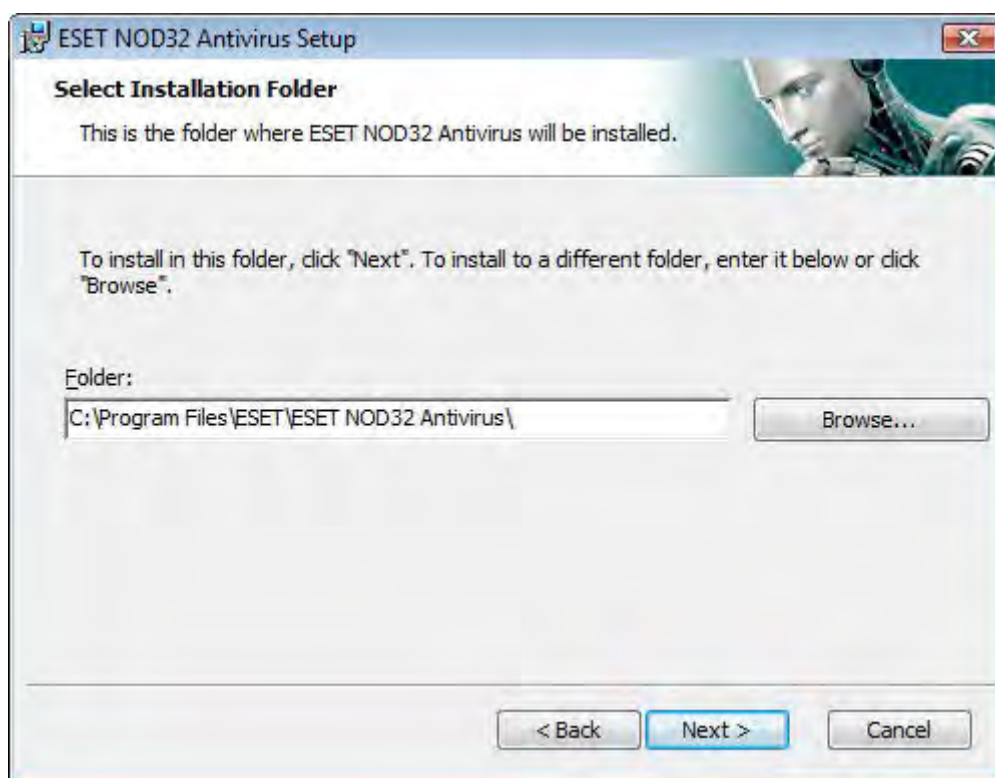 ESET NOD32 Antivirus Setup
Select Installation Folder
This is the folder where ESET NOD32 Antivirus will be installed.
To install in this folder, click "Next". To install to a different folder, enter it below or click
"Browse".
Folder:
C:\Program Files\ESET\ESET NOD32 Antivirus\
Browse...
< Back
Next >
Cancel